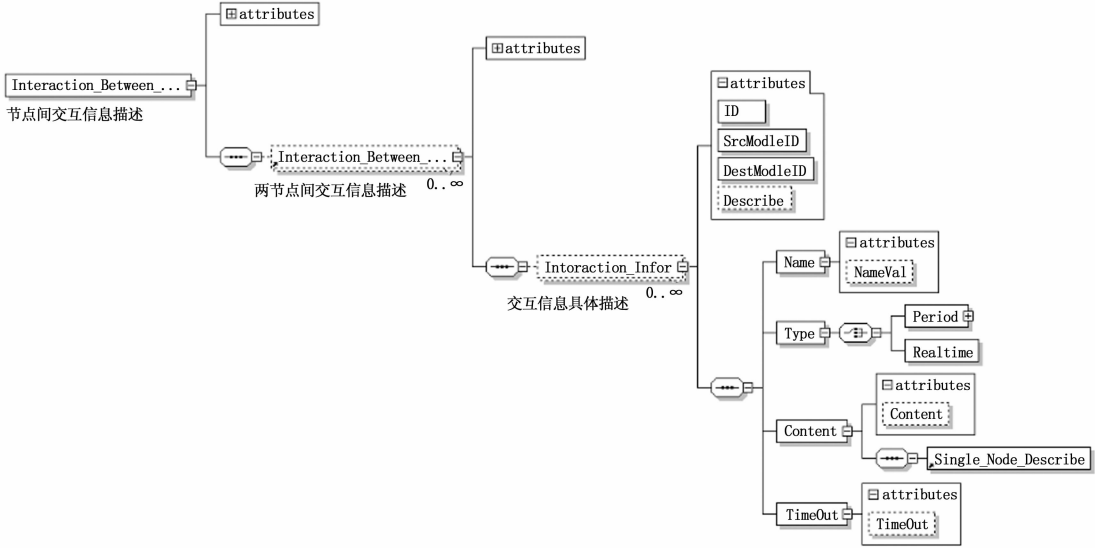 attributes
attributes
Interaction_Between_...
节点间交互信息描述
attributes
ID
SrcModleID
DestModleID
Describe
Interaction_Between_...
0..∞
两节点间交互信息描述
Intoraction_Infor
0..∞
交互信息具体描述
Name
attributes
NameVal
Type
Period
Realtime
Content
attributes
Content
Single_Node_Describe
TimeOut
attributes
TimeOut